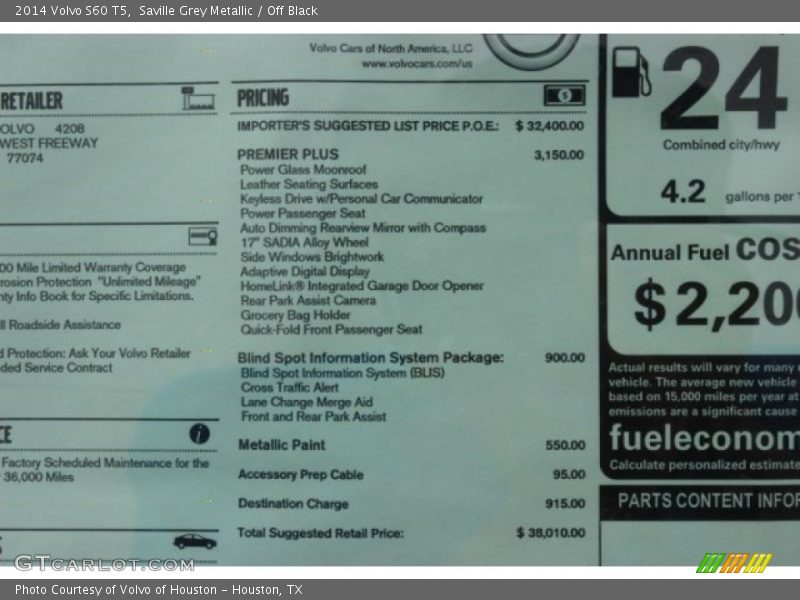 2014 Volvo S60 T5, Saville Grey Metallic / Off Black
Volvo Cars of North America, LLC
www.volvocars.com/us
RETAILER
OLVO 4208
WEST FREEWAY
77074
00 Mile Limited Warranty Coverage
rosion Protection "Unlimited Mileage"
nty Info Book for Specific Limitations.
ll Roadside Assistance
d Protection: Ask Your Volvo Retailer
ded Service Contract
CE
Factory Scheduled Maintenance for the
36,000 Miles
PRICING
IMPORTER'S SUGGESTED LIST PRICE P.O.E.: $ 32,400.00
PREMIER PLUS 3,150.00
Power Glass Moonroof
Leather Seating Surfaces
Keyless Drive w/Personal Car Communicator
Power Passenger Seat
Auto Dimming Rearview Mirror with Compass
17" SADIA Alloy Wheel
Side Windows Brightwork
Adaptive Digital Display
HomeLink® Integrated Garage Door Opener
Rear Park Assist Camera
Grocery Bag Holder
Quick-Fold Front Passenger Seat
Blind Spot Information System Package: 900.00
Blind Spot Information System (BLIS)
Cross Traffic Alert
Lane Change Merge Aid
Front and Rear Park Assist
Metallic Paint 550.00
Accessory Prep Cable 95.00
Destination Charge 915.00
Total Suggested Retail Price: $ 38,010.00
24
Combined city/hwy
4.2 gallons per
Annual Fuel COS
$2,200
Actual results will vary for many
vehicle. The average new vehicle
based on 15,000 miles per year at
emissions are a significant cause
fueleconom
Calculate personalized estimate
PARTS CONTENT INFOR
GTCARLOT.COM
Photo Courtesy of Volvo of Houston - Houston, TX